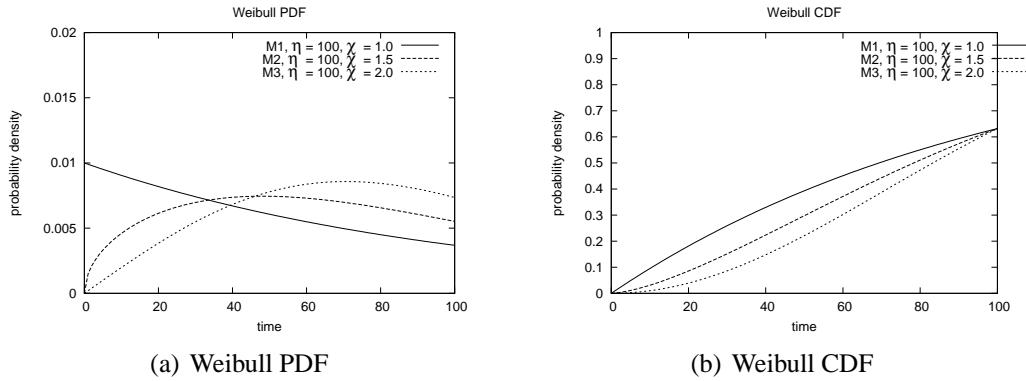 Weibull PDF
0.02
0.015
0.01
0.005
0
0 20 40 60 80 100
probability density
time
M1, η = 100, χ = 1.0
M2, η = 100, χ = 1.5
M3, η = 100, χ = 2.0
(a) Weibull PDF
Weibull CDF
1
0.9
0.8
0.7
0.6
0.5
0.4
0.3
0.2
0.1
0
0 20 40 60 80 100
probability density
time
M1, η = 100, χ = 1.0
M2, η = 100, χ = 1.5
M3, η = 100, χ = 2.0
(b) Weibull CDF